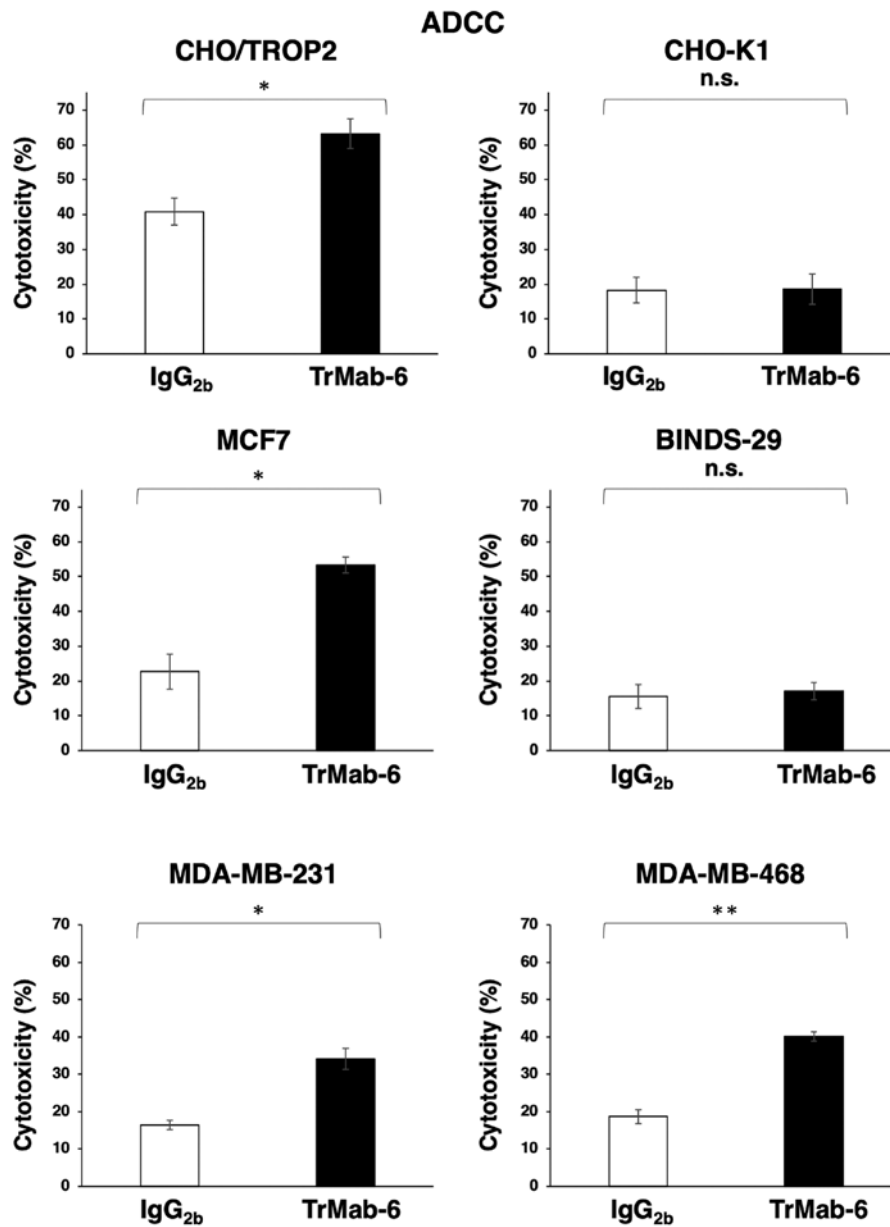 ADCC
CHO/TROP2
*
Cytotoxicity (%)
70
60
50
40
30
20
10
0
IgG2b TrMab-6
CHO-K1
n.s.
Cytotoxicity (%)
70
60
50
40
30
20
10
0
IgG2b TrMab-6
MCF7
*
Cytotoxicity (%)
70
60
50
40
30
20
10
0
IgG2b TrMab-6
BINDS-29
n.s.
Cytotoxicity (%)
70
60
50
40
30
20
10
0
IgG2b TrMab-6
MDA-MB-231
*
Cytotoxicity (%)
70
60
50
40
30
20
10
0
IgG2b TrMab-6
MDA-MB-468
**
Cytotoxicity (%)
70
60
50
40
30
20
10
0
IgG2b TrMab-6